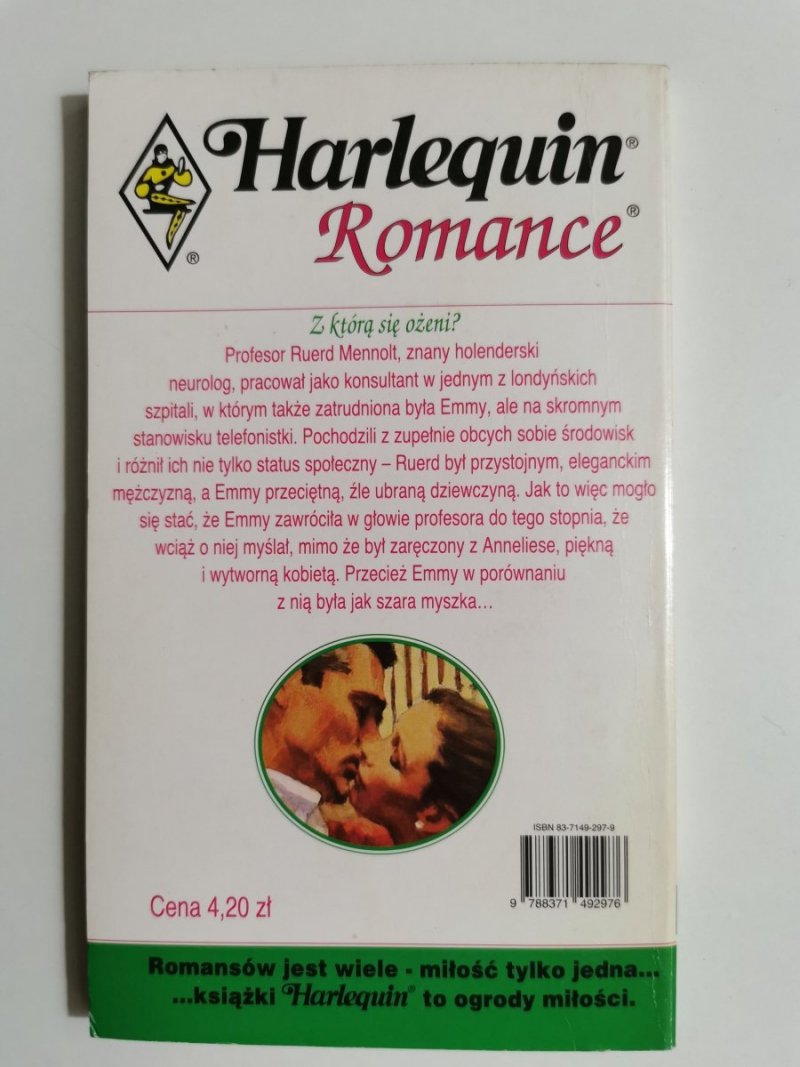 Harlequin®
Romance®
®
Z którą się ożeni?
Profesor Ruerd Mennolt, znany holenderski
neurolog, pracował jako konsultant w jednym z londyńskich
szpitali, w którym także zatrudniona była Emmy, ale na skromnym
stanowisku telefonistki. Pochodzili z zupełnie obcych sobie środowisk
i różnił ich nie tylko status społeczny – Ruerd był przystojnym, eleganckim
mężczyzną, a Emmy przeciętną, źle ubraną dziewczyną. Jak to więc mogło
się stać, że Emmy zawróciła w głowie profesora do tego stopnia, że
wciąż o niej myślał, mimo że był zaręczony z Anneliese, piękną
i wytworną kobietą. Przecież Emmy w porównaniu
z nią była jak szara myszka...
ISBN 83-7149-297-9
9 788371 492976
Cena 4,20 zł
Romansów jest wiele - miłość tylko jedna...
...książki Harlequin® to ogrody miłości.